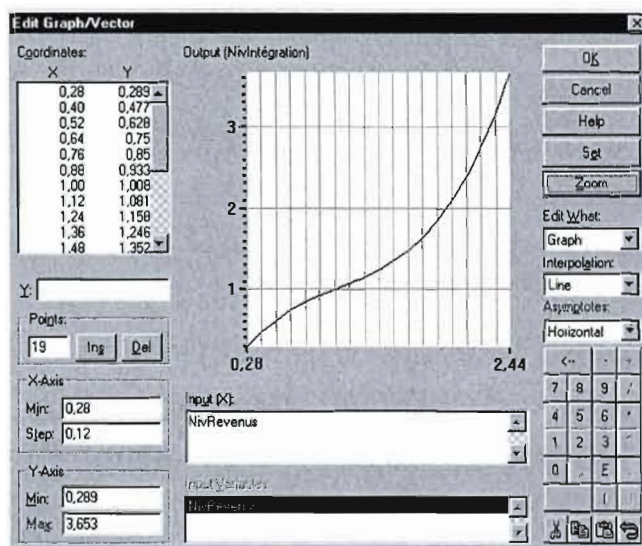 Edit Graph/Vector
Coordinates:
X Y
0,28 0,289
0,40 0,477
0,52 0,628
0,64 0,75
0,76 0,85
0,88 0,933
1,00 1,008
1,12 1,081
1,24 1,158
1,36 1,246
1,48 1,352
Y:
Points:
19 Ins Del
X-Axis
Min: 0,28
Step: 0,12
Y-Axis
Min: 0,289
Max: 3,653
Output (NivIntégration)
3
2
1
0,28 2,44
Input (X):
NivRevenus
Input Variables
NivRevenus
OK
Cancel
Help
Set
Zoom
Edit What:
Graph
Interpolation:
Line
Asymptotes:
Horizontal
7 8 9 /
4 5 6 *
1 2 3
0 . E